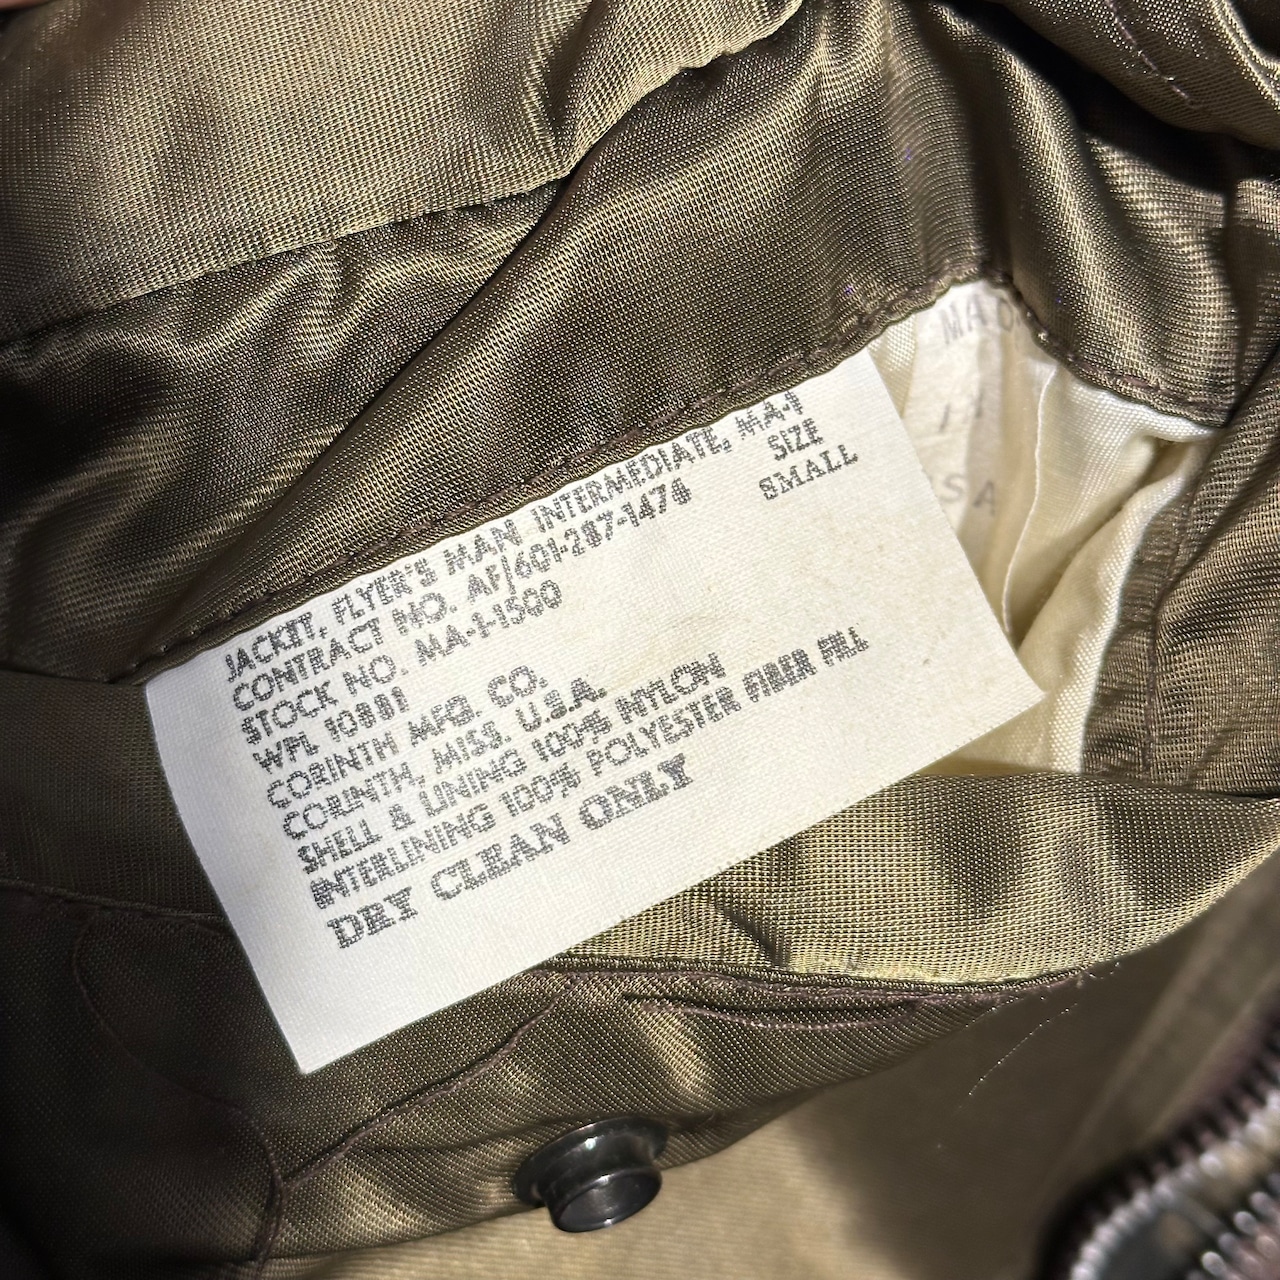 JACKET, FLYER'S MAN INTERMEDIATE, MA-1
CONTRACT NO. AF/601-287-1476
SIZE
SMALL
STOCK NO. MA-1-1500
WPL 10881
CORINTH MFG. CO.
CORINTH, MISS. U.S.A.
SHELL & LINING 100% NYLON
INTERLINING 100% POLYESTER FIBER FILL
DRY CLEAN ONLY